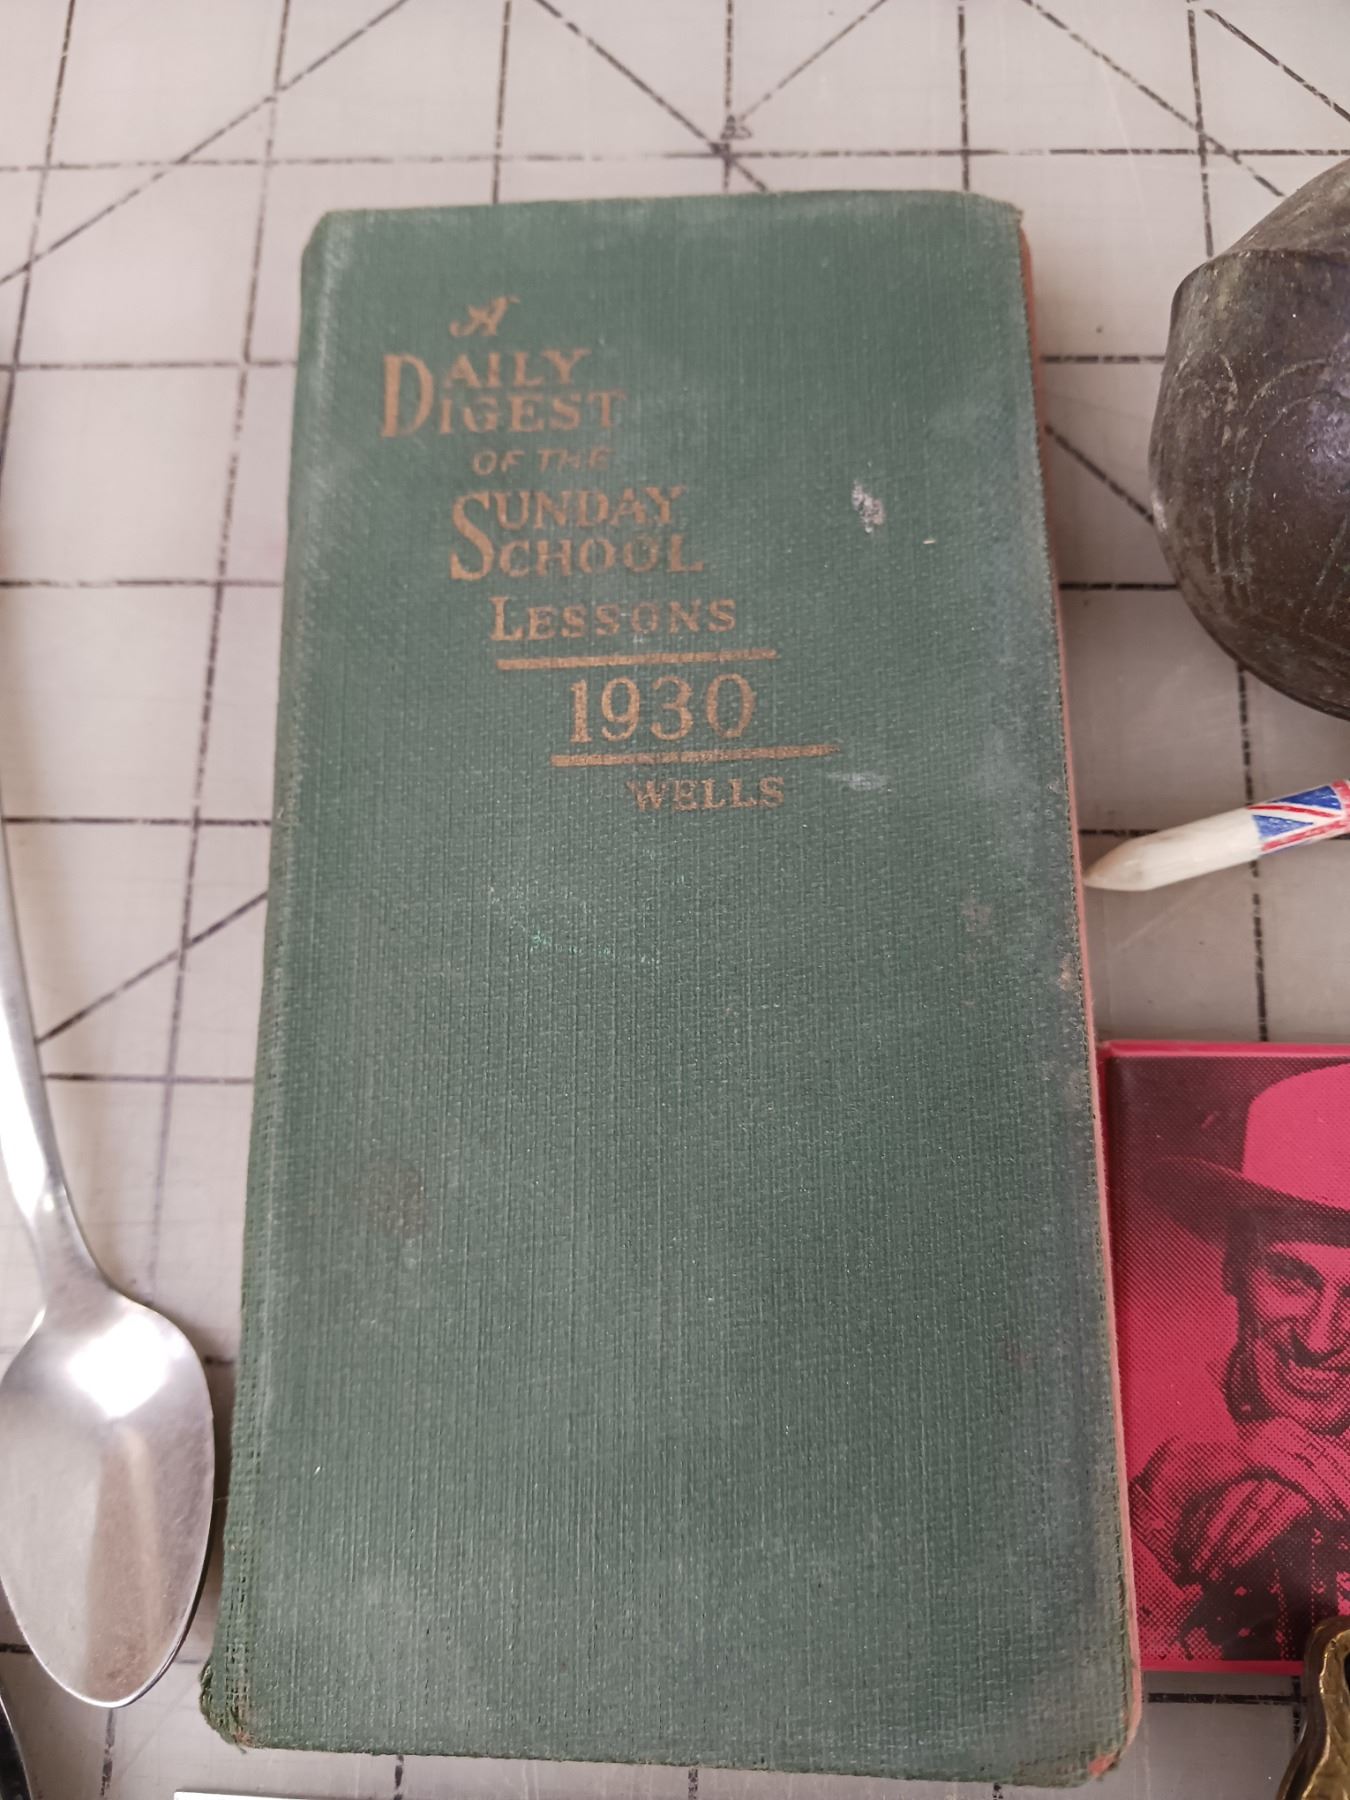 A
DAILY
DIGEST
OF THE
SUNDAY
SCHOOL
LESSONS
1930
WELLS